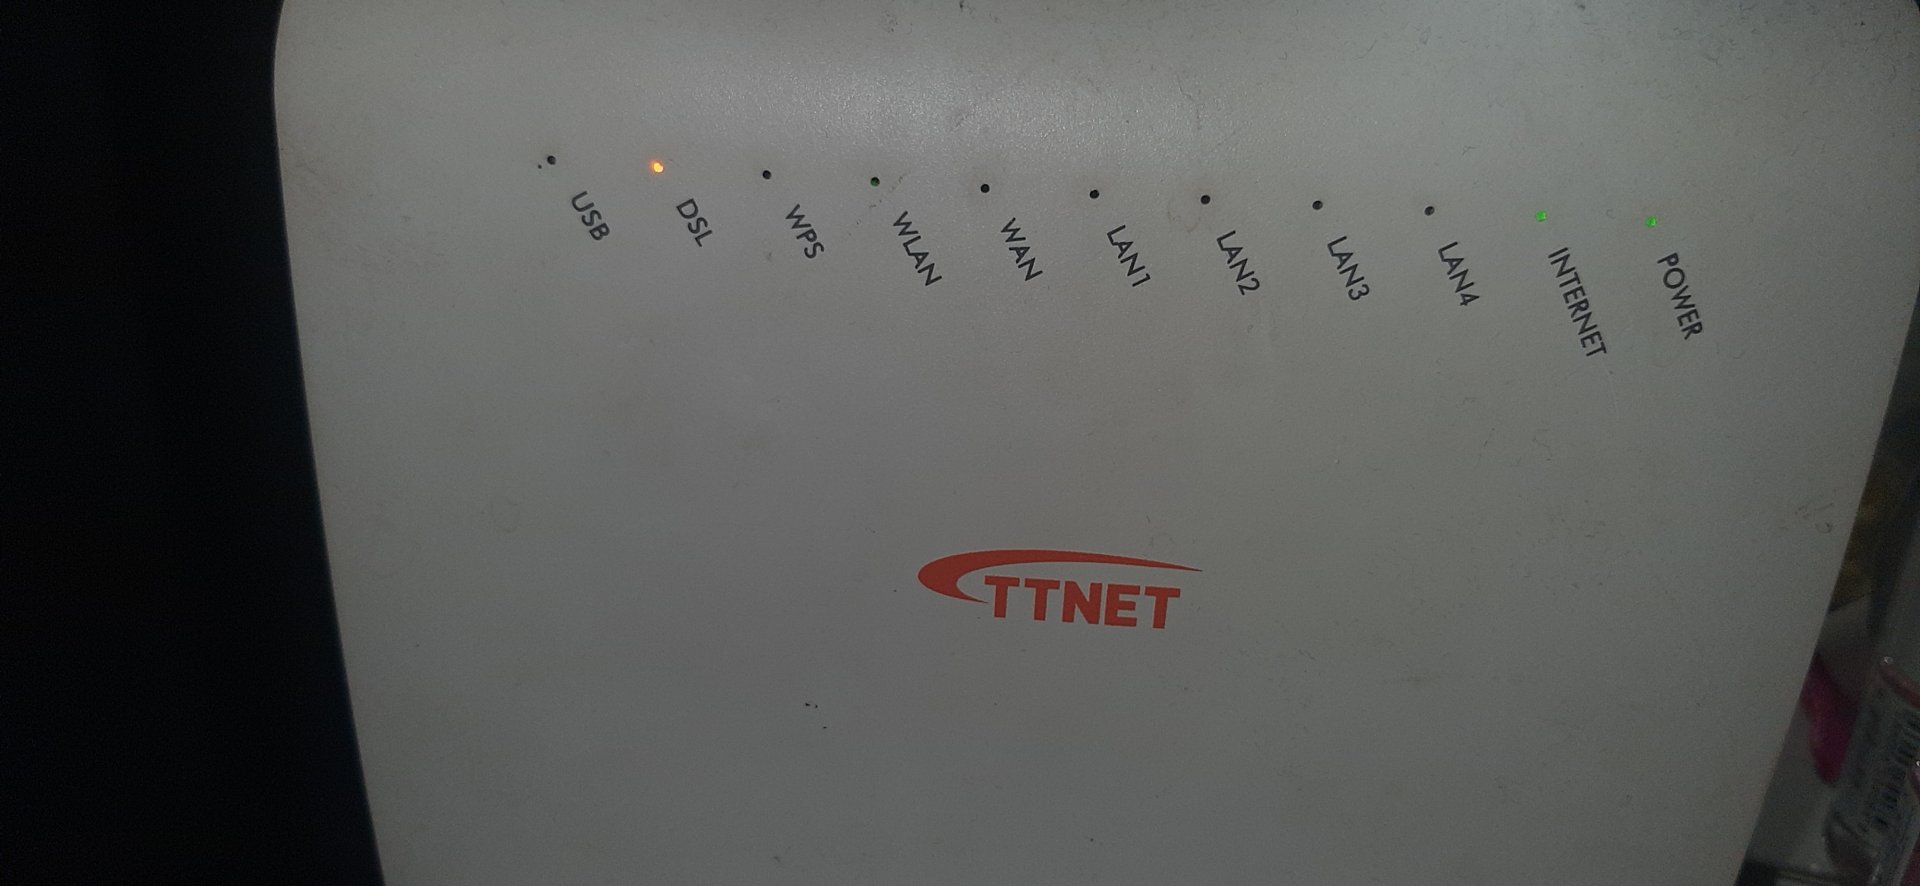 USB
DSL
WPS
WLAN
WAN
LAN1
LAN2
LAN3
LAN4
INTERNET
POWER
TTNET